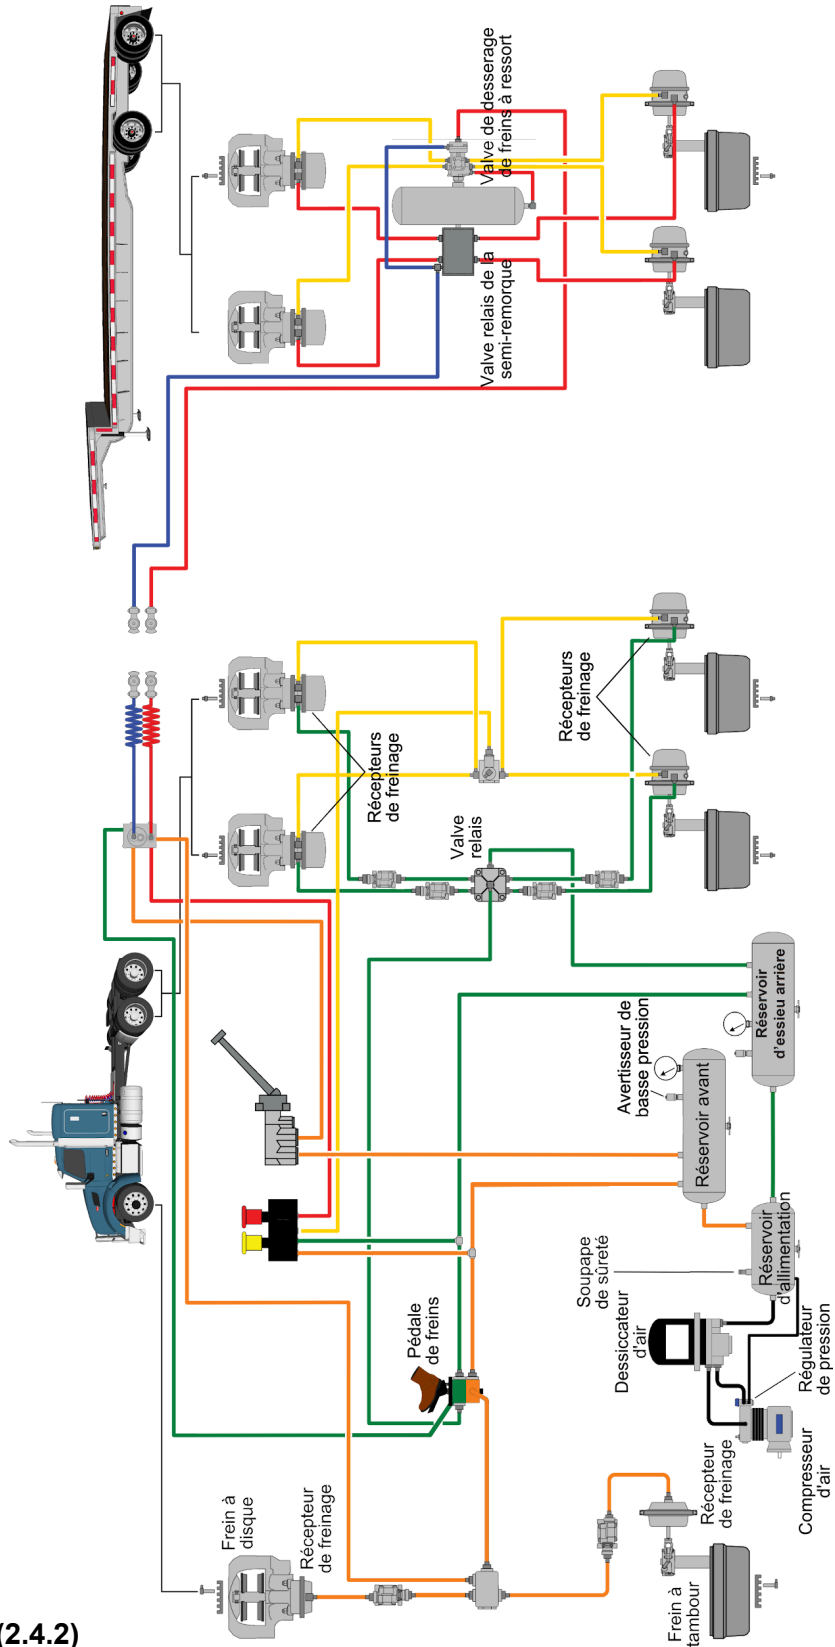 Valve de desserage
de freins à ressort
Valve relais de la
semi-remorque
Récepteurs
de freinage
Récepteurs
de freinage
Valve
relais
Réservoir
d'essieu arrière
Avertisseur de
basse pression
Réservoir avant
Soupape
de sûreté
Réservoir
d'allimentation
Dessiccateur
d'air
Régulateur
de pression
Pédale
de freins
Compresseur
d'air
Récepteur
de freinage
Frein à
disque
Récepteur
de freinage
Frein à
tambour
(2.4.2)